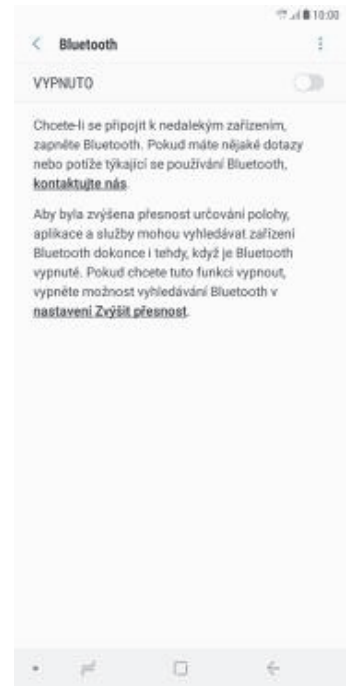 10:00
Bluetooth
VYPNUTO
Chcete-li se připojit k nedalekým zařízením,
zapněte Bluetooth. Pokud máte nějaké dotazy
nebo potíže týkající se používání Bluetooth,
kontaktujte nás.
Aby byla zvýšena přesnost určování polohy,
aplikace a služby mohou vyhledávat zařízení
Bluetooth dokonce i tehdy, když je Bluetooth
vypnuté. Pokud chcete tuto funkci vypnout,
vypněte možnost vyhledávání Bluetooth v
nastavení Zvýšit přesnost.